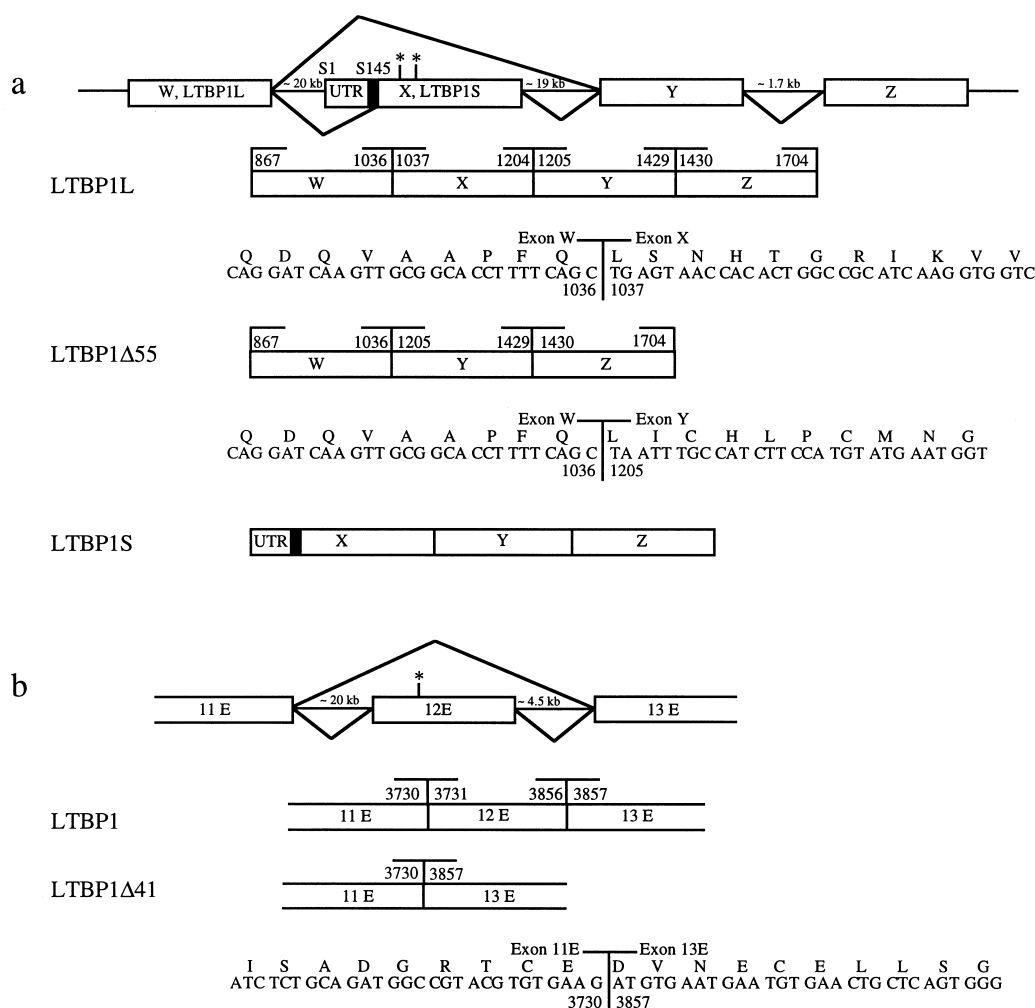 a
* *
S1 S145
~ 20 kb ~ 19 kb ~ 1.7 kb
W, LTBP1L UTR X, LTBP1S Y Z
LTBP1L
867 1036 1037 1204 1205 1429 1430 1704
W X Y Z
Exon W Exon X
Q D Q V A A P F Q L S N H T G R I K V V
CAG GAT CAA GTT GCG GCA CCT TTT CAG C TG AGT AAC CAC ACT GGC CGC ATC AAG GTG GTC
1036 1037
LTBP1Δ55
867 1036 1205 1429 1430 1704
W Y Z
Exon W Exon Y
Q D Q V A A P F Q L I C H L P C M N G
CAG GAT CAA GTT GCG GCA CCT TTT CAG C TA ATT TGC CAT CTT CCA TGT ATG AAT GGT
1036 1205
LTBP1S
UTR X Y Z
b
*
~ 20 kb ~ 4.5 kb
11 E 12E 13 E
LTBP1
3730 3731 3856 3857
11 E 12 E 13 E
LTBP1Δ41
3730 3857
11 E 13 E
Exon 11E Exon 13E
I S A D G R T C E D V N E C E L L S G
ATC TCT GCA GAT GGC CGT ACG TGT GAA G AT GTG AAT GAA TGT GAA CTG CTC AGT GGG
3730 3857